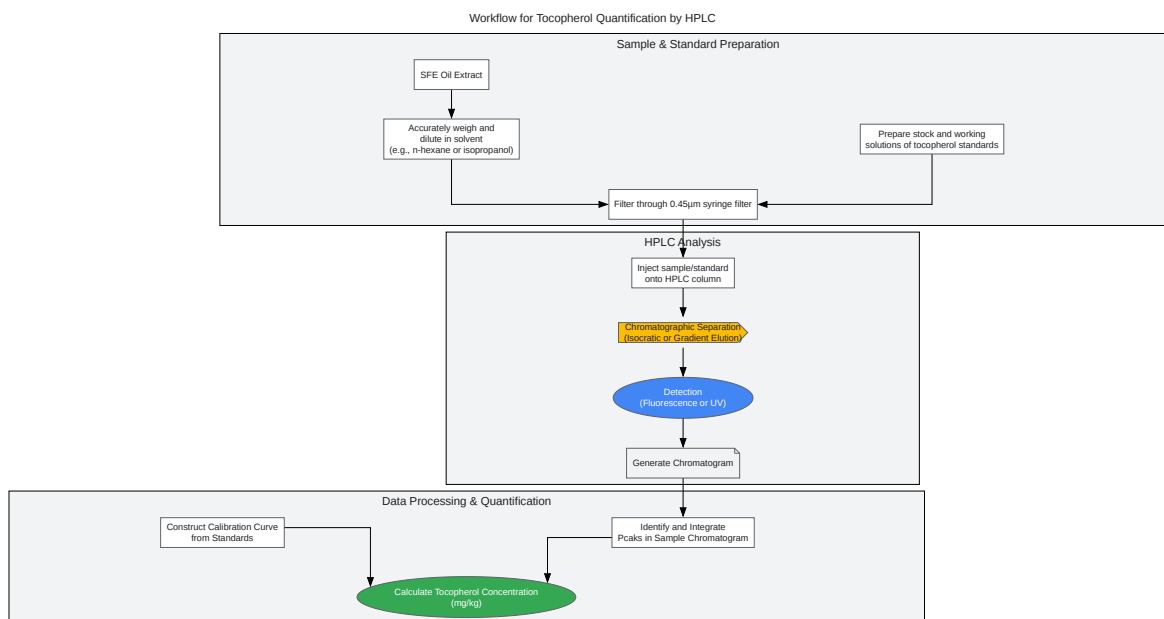 Workflow for Tocopherol Quantification by HPLC
Sample & Standard Preparation
SFE Oil Extract
Accurately weigh and
dilute in solvent
(e.g., n-hexane or isopropanol)
Prepare stock and working
solutions of tocopherol standards
Filter through 0.45µm syringe filter
HPLC Analysis
Inject sample/standard
onto HPLC column
Chromatographic Separation
(Isocratic or Gradient Elution)
Detection
(Fluorescence or UV)
Generate Chromatogram
Data Processing & Quantification
Construct Calibration Curve
from Standards
Identify and Integrate
Pcaks in Sample Chromatogram
Calculate Tocopherol Concentration
(mg/kg)